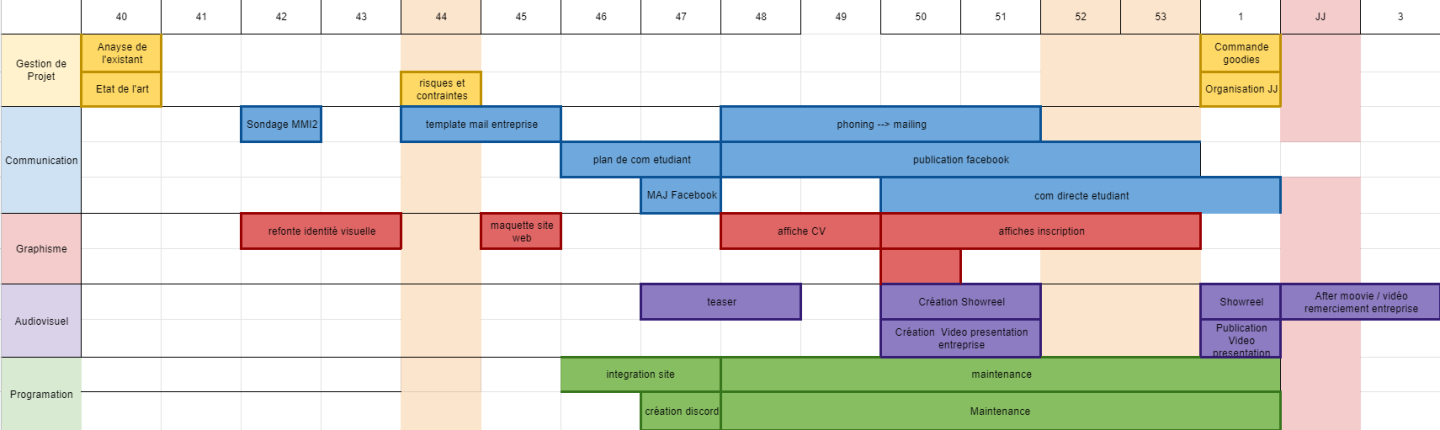 40 41 42 43 44 45 46 47 48 49 50 51 52 53 1 JJ 3
Gestion de
Projet
Anayse de
l'existant
Commande
goodies
Etat de l'art
risques et
contraintes
Organisation JJ
Communication
Sondage MMI2
template mail entreprise
phoning --> mailing
plan de com etudiant
publication facebook
MAJ Facebook
com directe etudiant
Graphisme
refonte identité visuelle
maquette site
web
affiche CV
affiches inscription
Audiovisuel
teaser
Création Showreel
Showreel
After moovie / vidéo
remerciement entreprise
Création Video presentation
entreprise
Publication
Video
presentation
Programation
integration site
maintenance
création discord
Maintenance